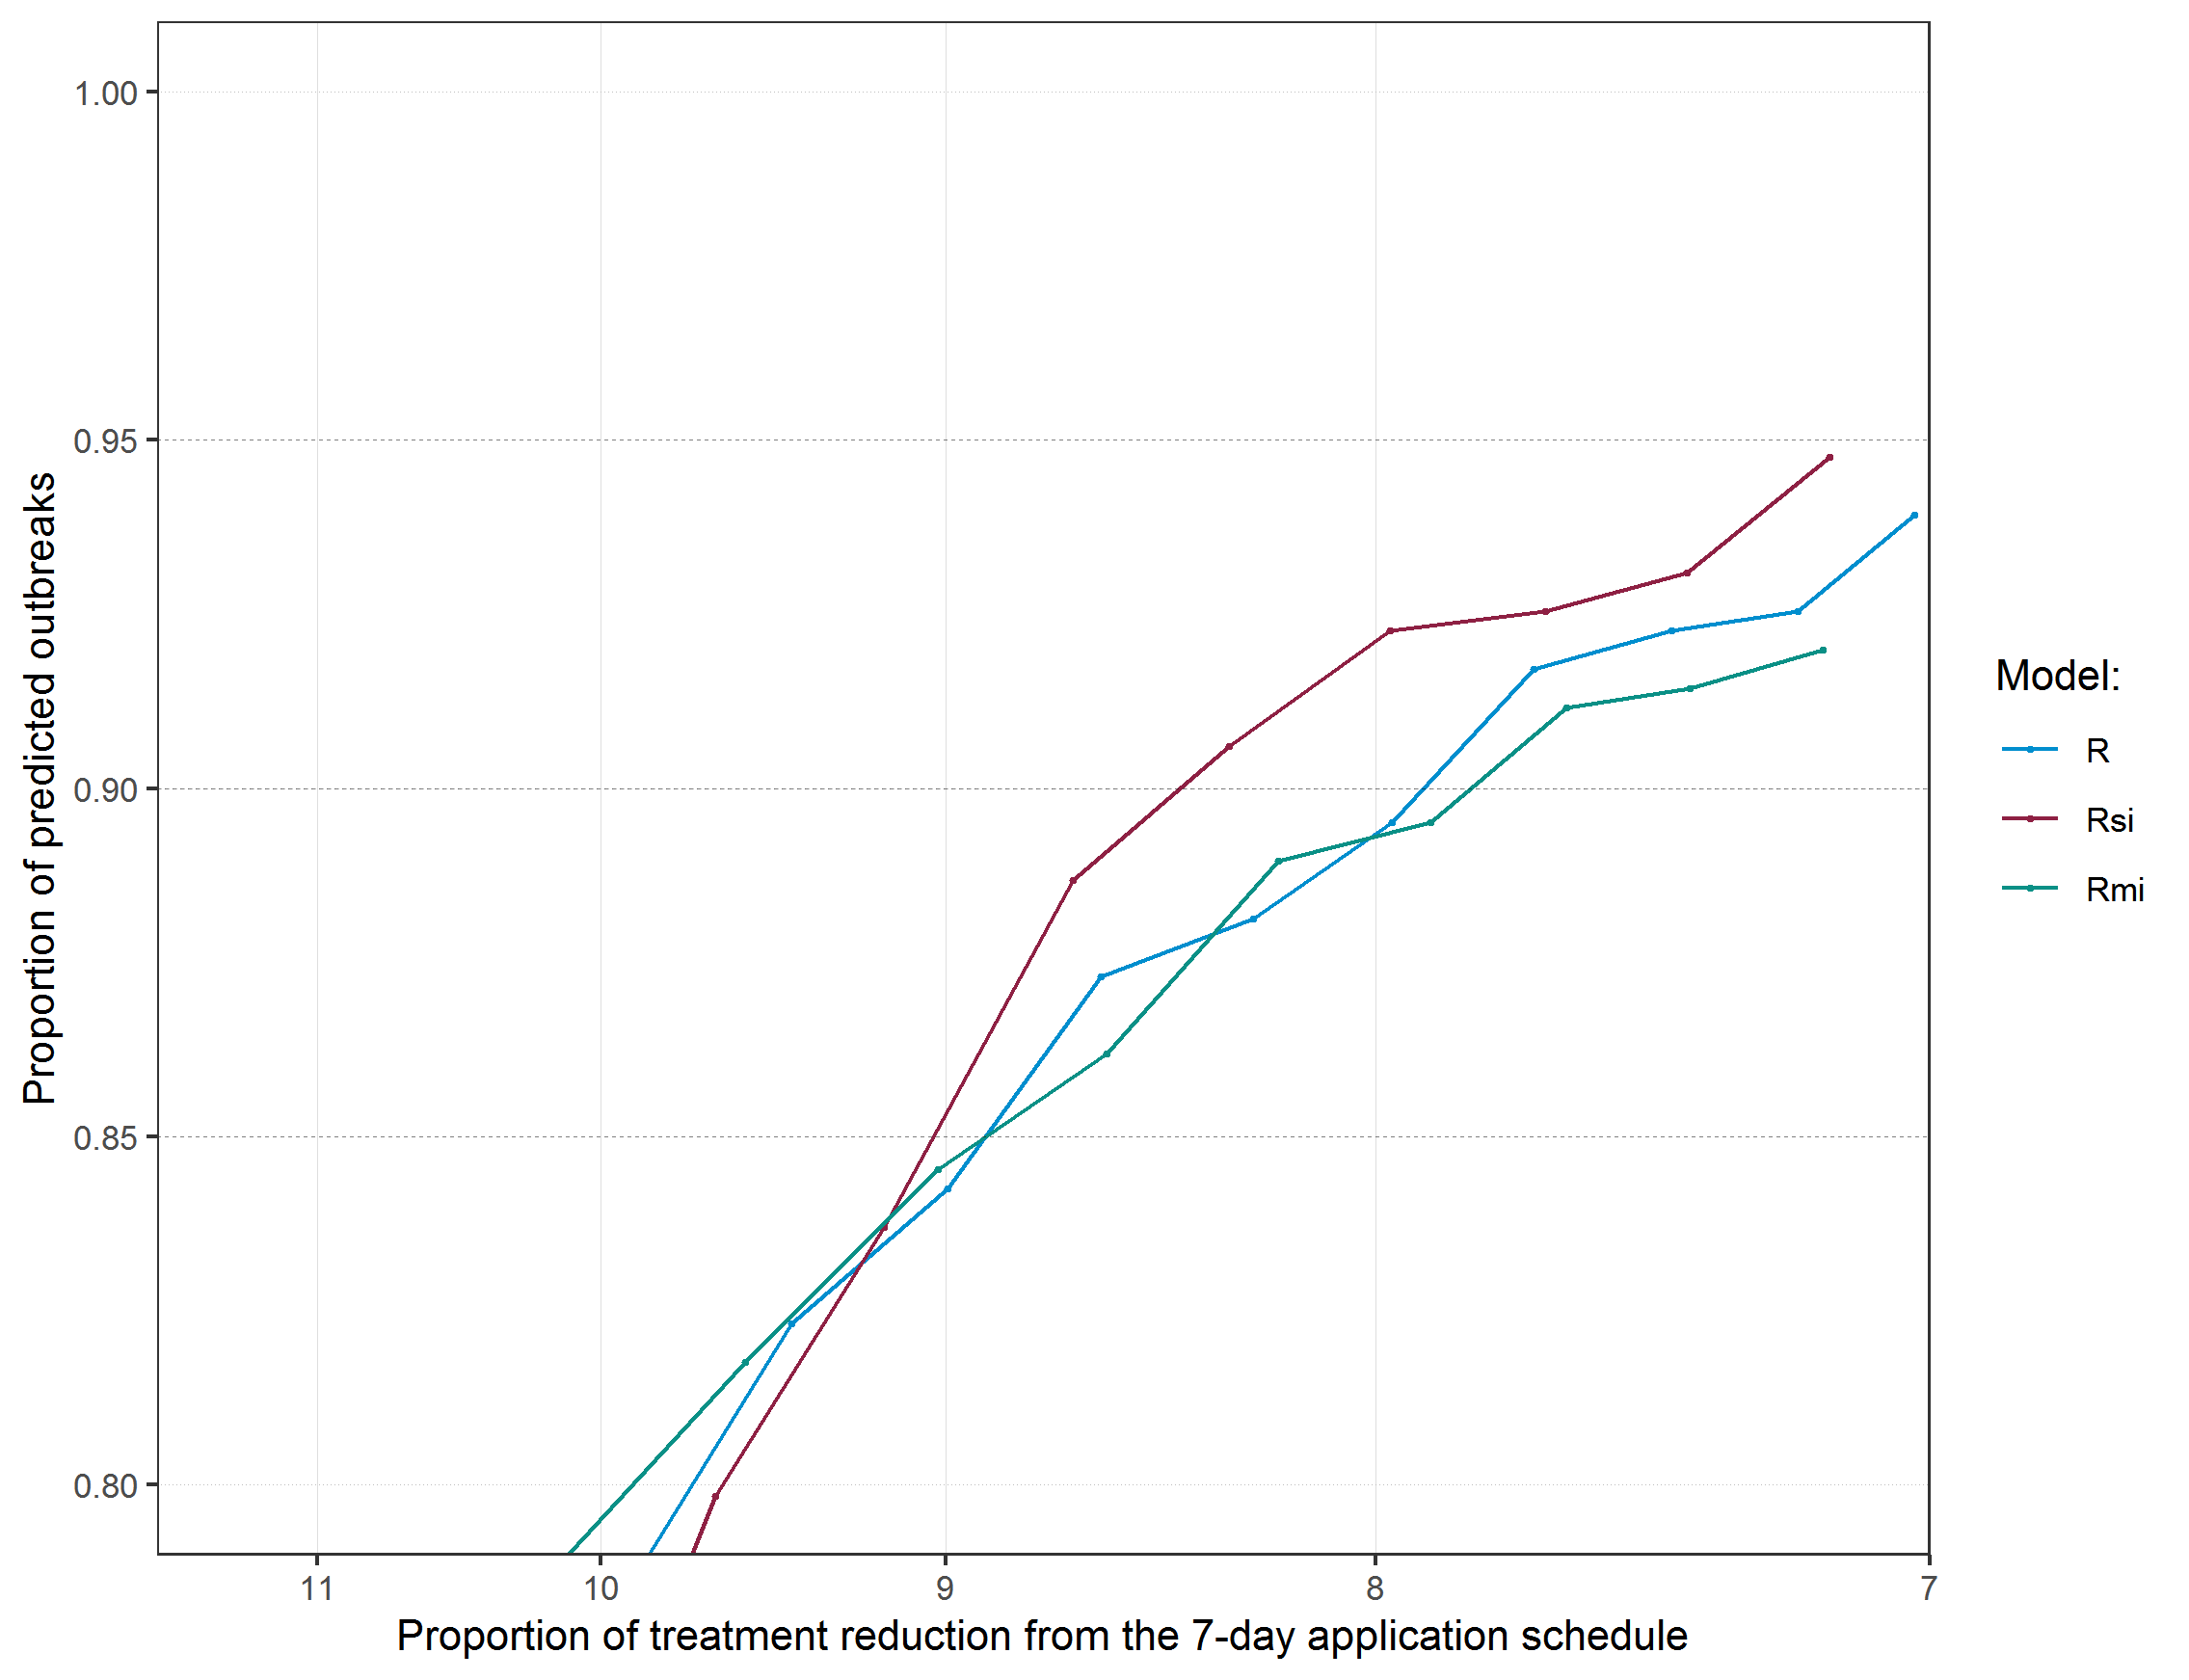 1.00
0.95
0.90
0.85
0.80
Proportion of predicted outbreaks
11 10 9 8 7
Proportion of treatment reduction from the 7-day application schedule
Model:
R
Rsi
Rmi